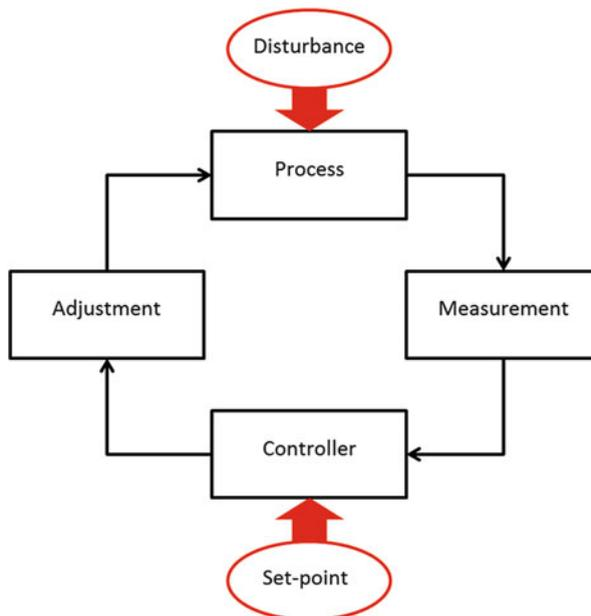 Disturbance
Process
Adjustment
Measurement
Controller
Set-point